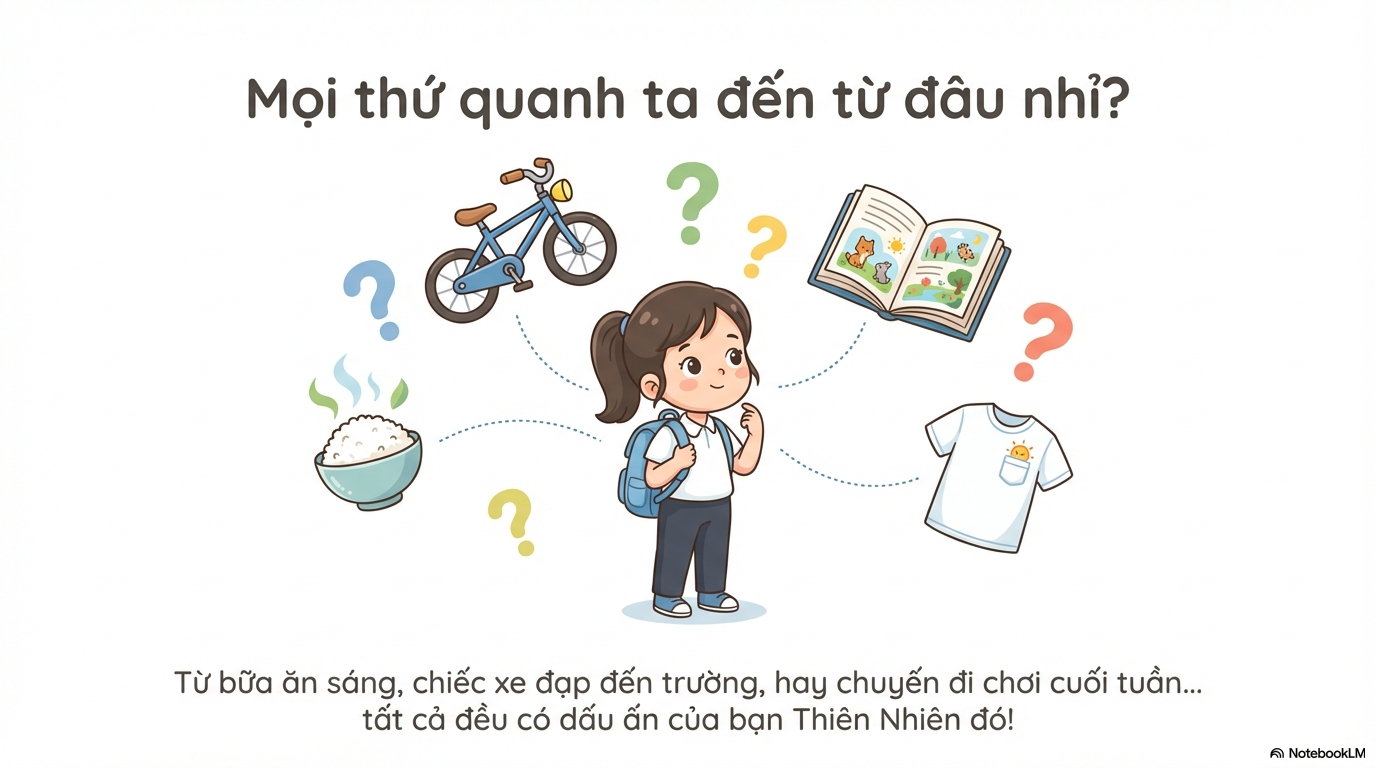 Mọi thứ quanh ta đến từ đâu nhỉ?
Từ bữa ăn sáng, chiếc xe đạp đến trường, hay chuyến đi chơi cuối tuần...
tất cả đều có dấu ấn của bạn Thiên Nhiên đó!
NotebookLM